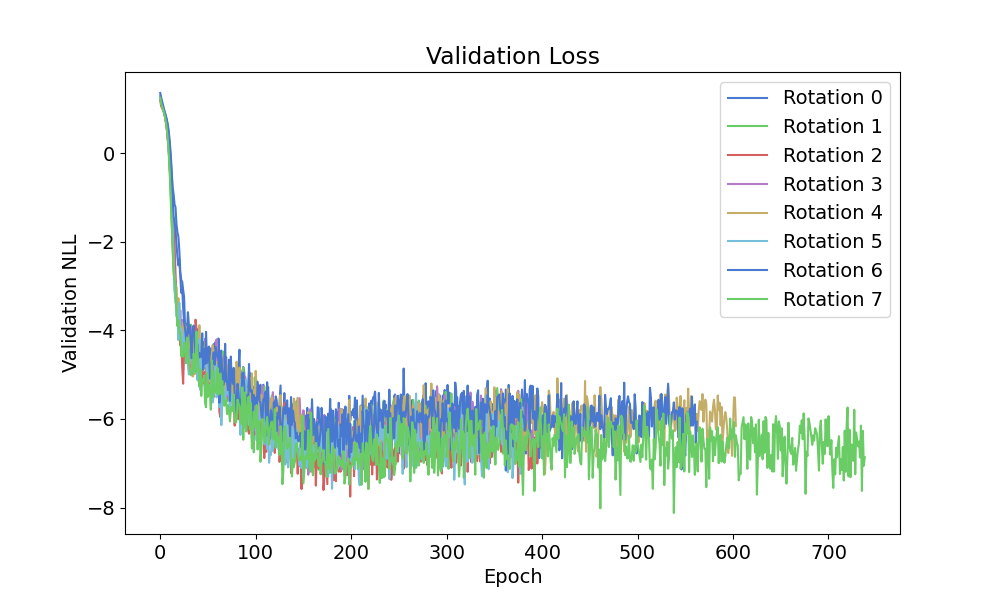 Validation Loss
Validation NLL
0
−2
−4
−6
−8
Rotation 0
Rotation 1
Rotation 2
Rotation 3
Rotation 4
Rotation 5
Rotation 6
Rotation 7
0 100 200 300 400 500 600 700
Epoch